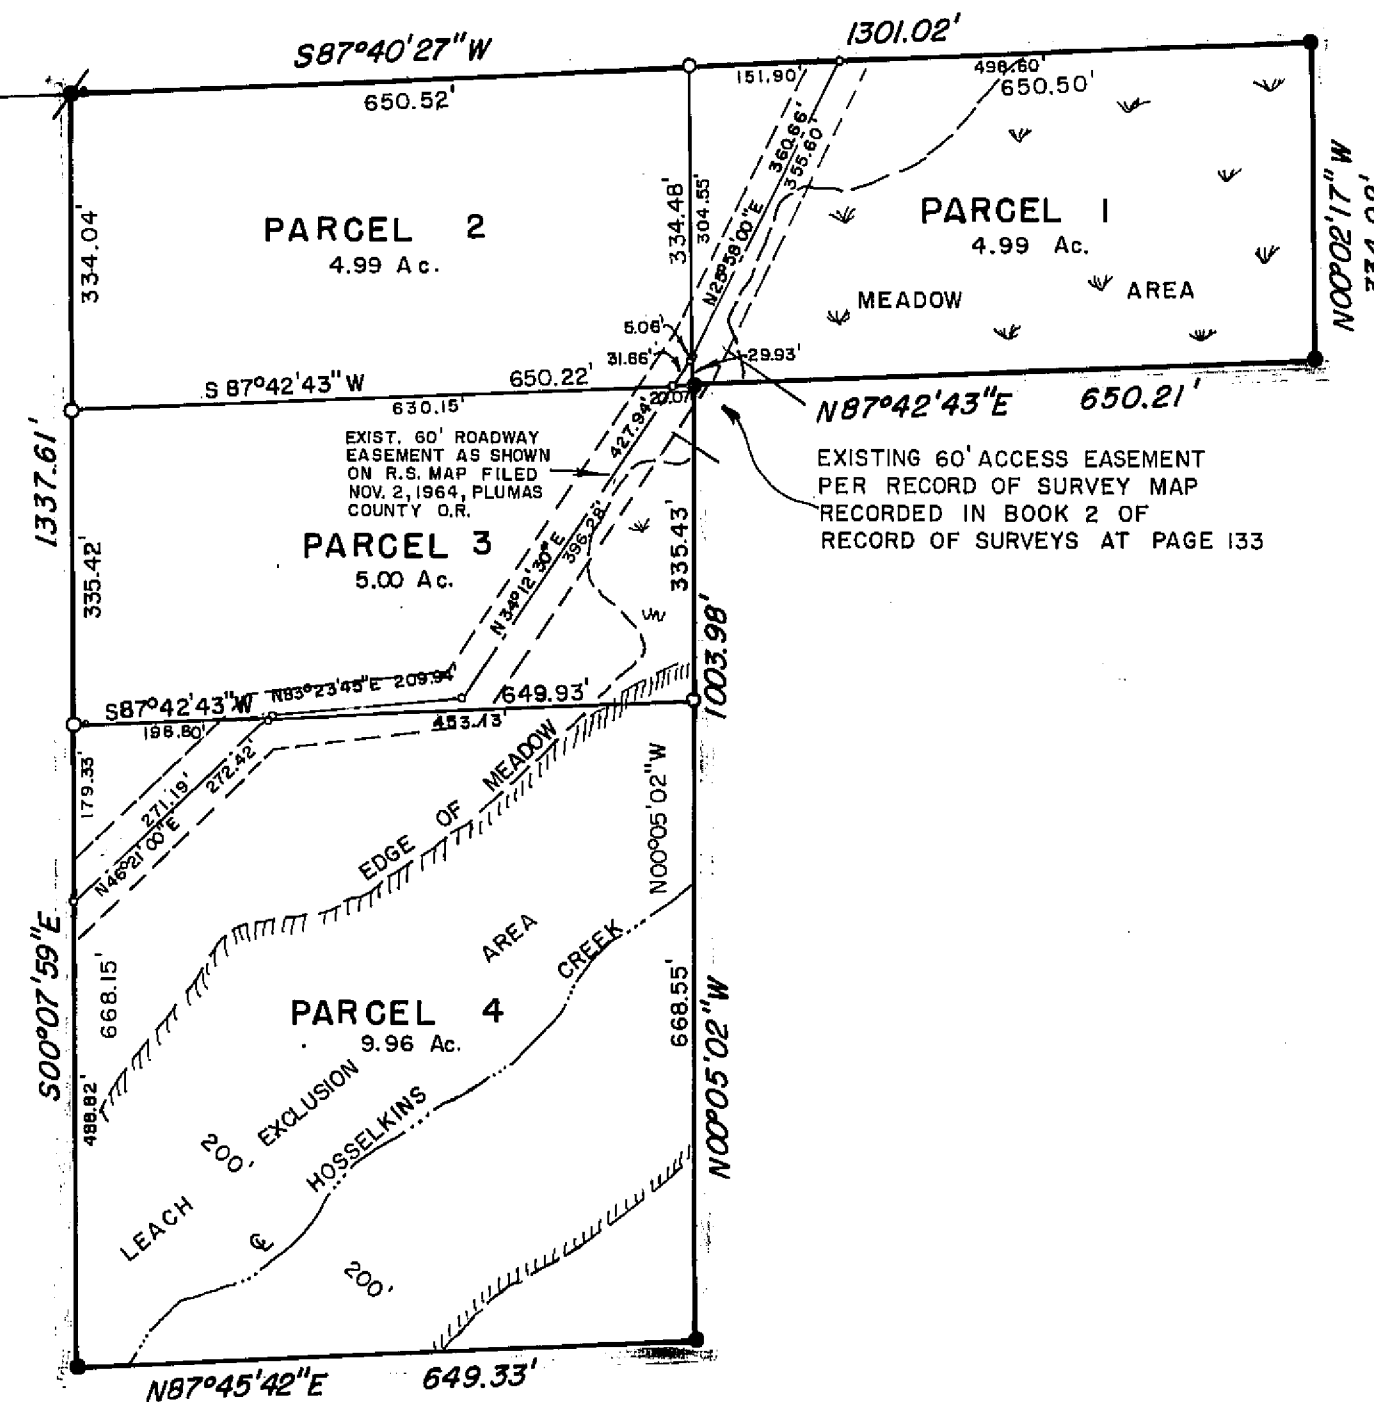 S87°40'27"W
1301.02'
650.52'
151.90'
498.60'
650.50'
360.66'
355.60'
N25°58'00"E
334.04'
334.48'
304.55'
PARCEL 2
4.99 Ac.
PARCEL 1
4.99 Ac.
MEADOW AREA
N00°02'17"W
5.06'
31.66'
29.93'
S 87°42'43" W
650.22'
630.15'
N87°42'43"E
650.21'
EXIST. 60' ROADWAY
EASEMENT AS SHOWN
ON R.S. MAP FILED
NOV. 2, 1964, PLUMAS
COUNTY O.R.
427.94'
396.28'
N 34°12'30" E
EXISTING 60' ACCESS EASEMENT
PER RECORD OF SURVEY MAP
RECORDED IN BOOK 2 OF
RECORD OF SURVEYS AT PAGE 133
1337.61'
PARCEL 3
5.00 Ac.
335.42'
335.43'
1003.98'
S87°42'43"W
N83°23'45"E 209.94'
649.93'
453.13'
179.33'
271.19'
272.42'
N46°21'00"E
EDGE OF MEADOW
N00°05'02"W
S00°07'59"E
668.15'
488.82'
AREA
CREEK
PARCEL 4
9.96 Ac.
668.55'
N00°05'02"W
EXCLUSION
HOSSELKINS
200'
LEACH
℄
200'
N87°45'42"E
649.33'